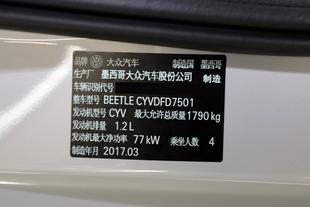 品牌 大众汽车 制造国 墨西哥
生产厂 墨西哥大众汽车股份公司 制造
车辆识别代号
整车型号 BEETLE CYVDFD7501
发动机型号 CYV 最大允许总质量 1790 kg
发动机排量 1.2 L
发动机最大净功率 77 kW 乘坐人数 4
制造年月 2017.03